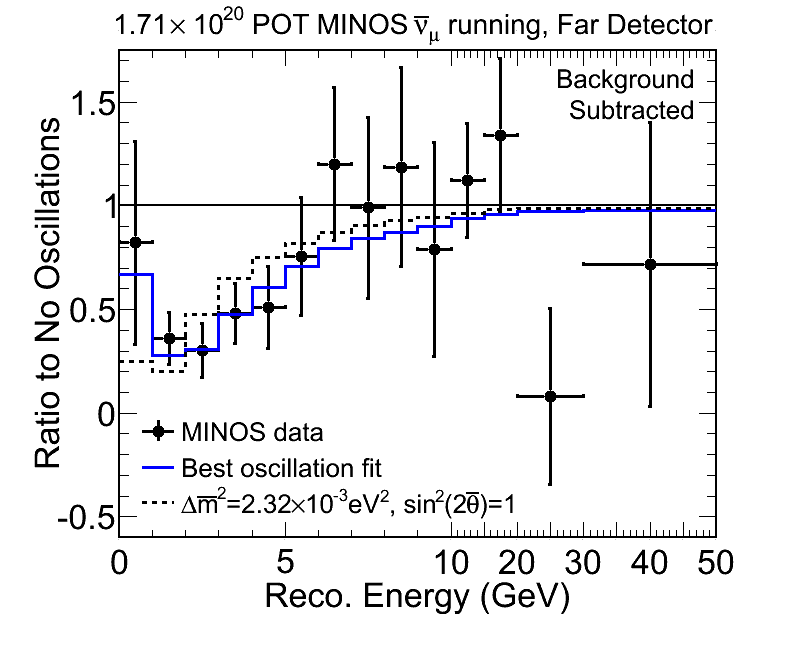 1.71× 10²⁰ POT MINOS ν̅_μ running, Far Detector
Background
Subtracted
Ratio to No Oscillations
1.5
1
0.5
0
-0.5
MINOS data
Best oscillation fit
Δm̅²=2.32×10⁻³eV², sin²(2θ̅)=1
0 5 10 20 30 40 50
Reco. Energy (GeV)